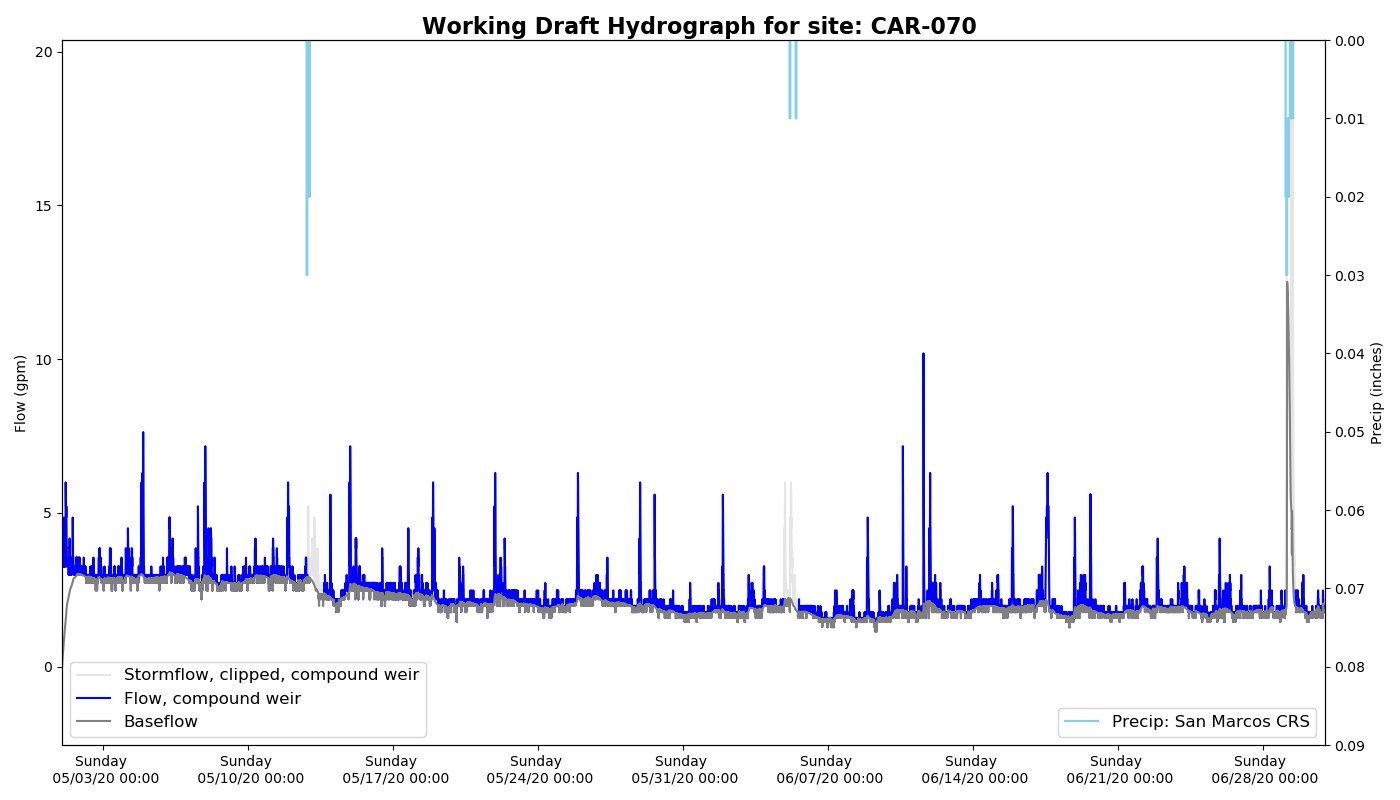 Working Draft Hydrograph for site: CAR-070
20
15
10
5
0
Flow (gpm)
0.00
0.01
0.02
0.03
0.04
0.05
0.06
0.07
0.08
0.09
Precip (inches)
Stormflow, clipped, compound weir
Flow, compound weir
Baseflow
Precip: San Marcos CRS
Sunday
05/03/20 00:00
Sunday
05/10/20 00:00
Sunday
05/17/20 00:00
Sunday
05/24/20 00:00
Sunday
05/31/20 00:00
Sunday
06/07/20 00:00
Sunday
06/14/20 00:00
Sunday
06/21/20 00:00
Sunday
06/28/20 00:00